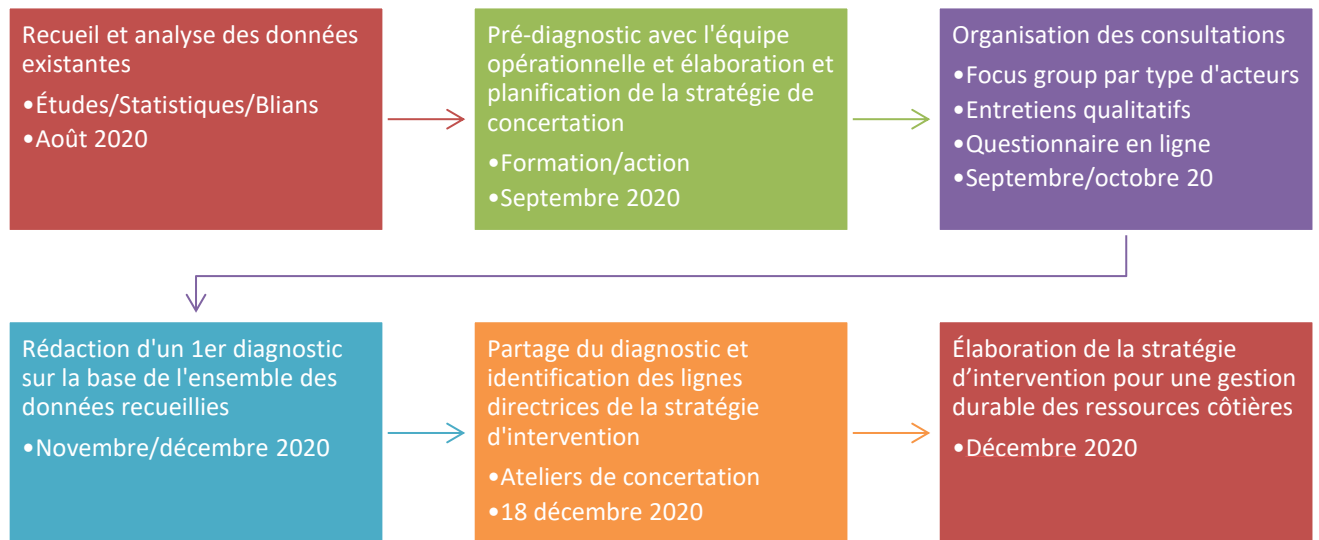 Recueil et analyse des données
existantes
•Études/Statistiques/Blians
•Août 2020
Pré-diagnostic avec l'équipe
opérationnelle et élaboration et
planification de la stratégie de
concertation
•Formation/action
•Septembre 2020
Organisation des consultations
•Focus group par type d'acteurs
•Entretiens qualitatifs
•Questionnaire en ligne
•Septembre/octobre 20
Rédaction d'un 1er diagnostic
sur la base de l'ensemble des
données recueillies
•Novembre/décembre 2020
Partage du diagnostic et
identification des lignes
directrices de la stratégie
d'intervention
•Ateliers de concertation
•18 décembre 2020
Élaboration de la stratégie
d’intervention pour une gestion
durable des ressources côtières
•Décembre 2020